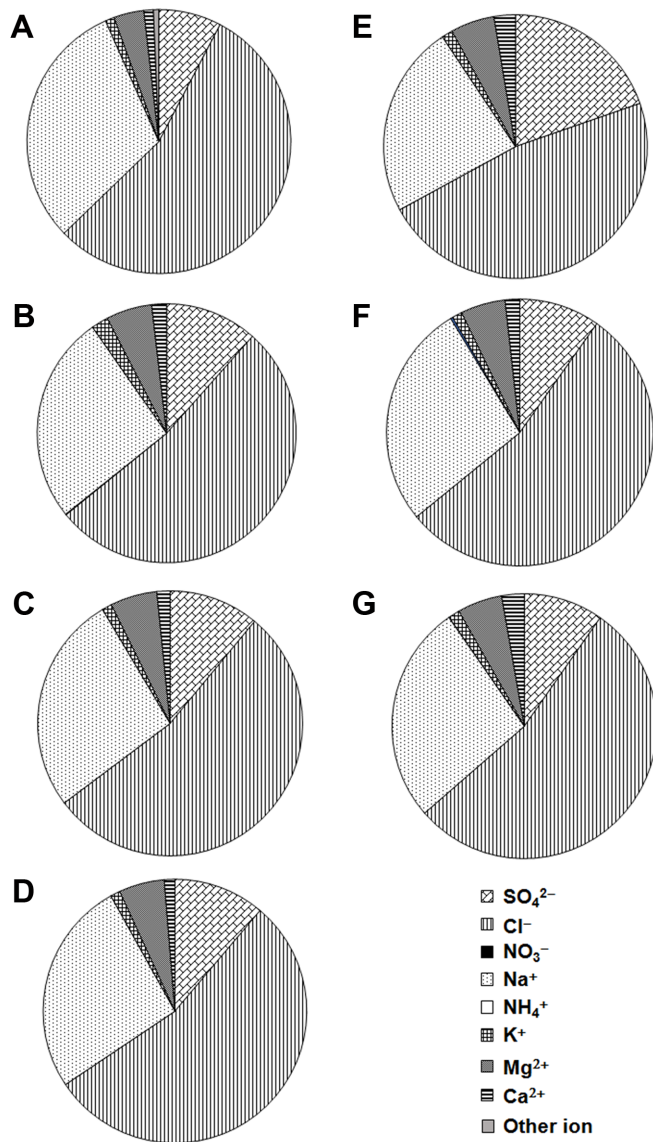 A
E
B
F
C
G
D
SO₄²⁻
Cl⁻
NO₃⁻
Na⁺
NH₄⁺
K⁺
Mg²⁺
Ca²⁺
Other ion